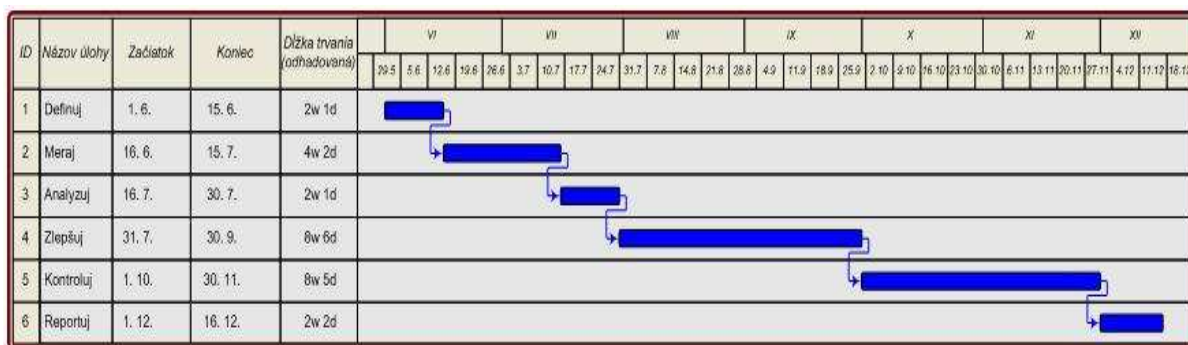 ID Názov úlohy Začiatok Koniec Dĺžka trvania (odhadovaná) VI VII VIII IX X XI XII
29.5 5.6 12.6 19.6 26.6 3.7 10.7 17.7 24.7 31.7 7.8 14.8 21.8 28.8 4.9 11.9 18.9 25.9 2.10 9.10 16.10 23.10 30.10 6.11 13.11 20.11 27.11 4.12 11.12
1 Definuj 1. 6. 15. 6. 2w 1d
2 Meraj 16. 6. 15. 7. 4w 2d
3 Analyzuj 16. 7. 30. 7. 2w 1d
4 Zlepšuj 31. 7. 30. 9. 8w 6d
5 Kontroluj 1. 10. 30. 11. 8w 5d
6 Reportuj 1. 12. 16. 12. 2w 2d